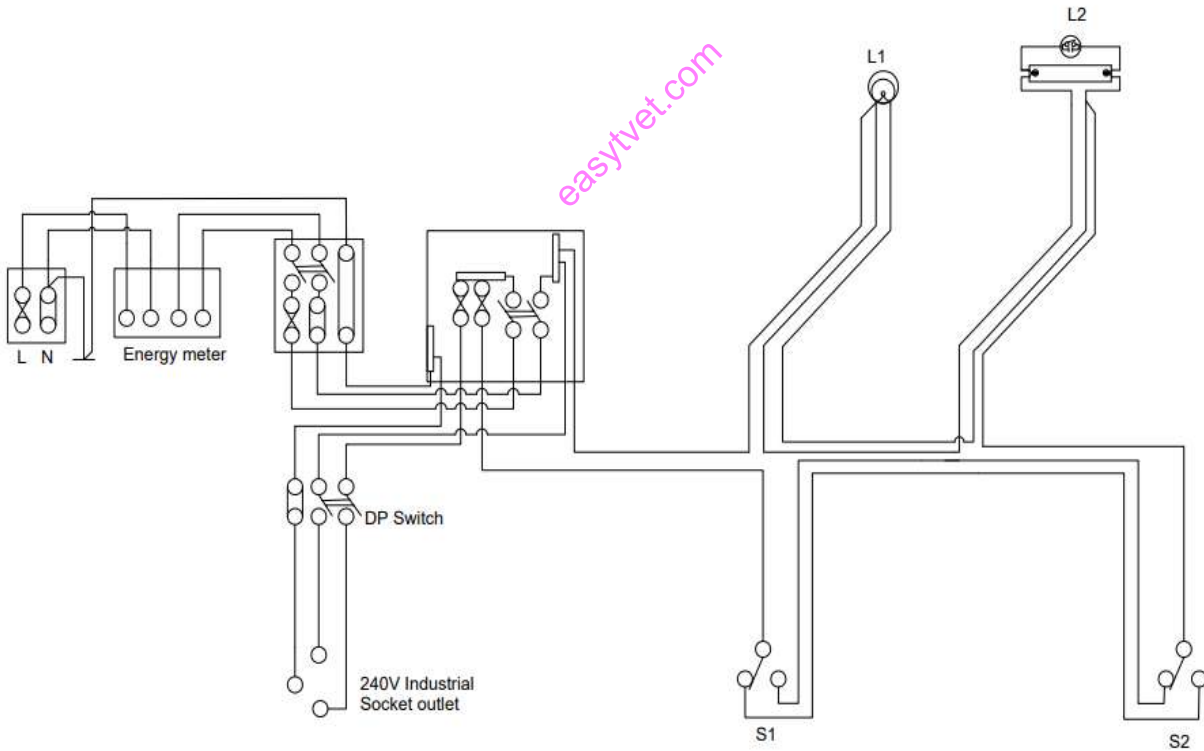 L2
L1
easytvet.com
L N
Energy meter
DP Switch
240V Industrial
Socket outlet
S1
S2